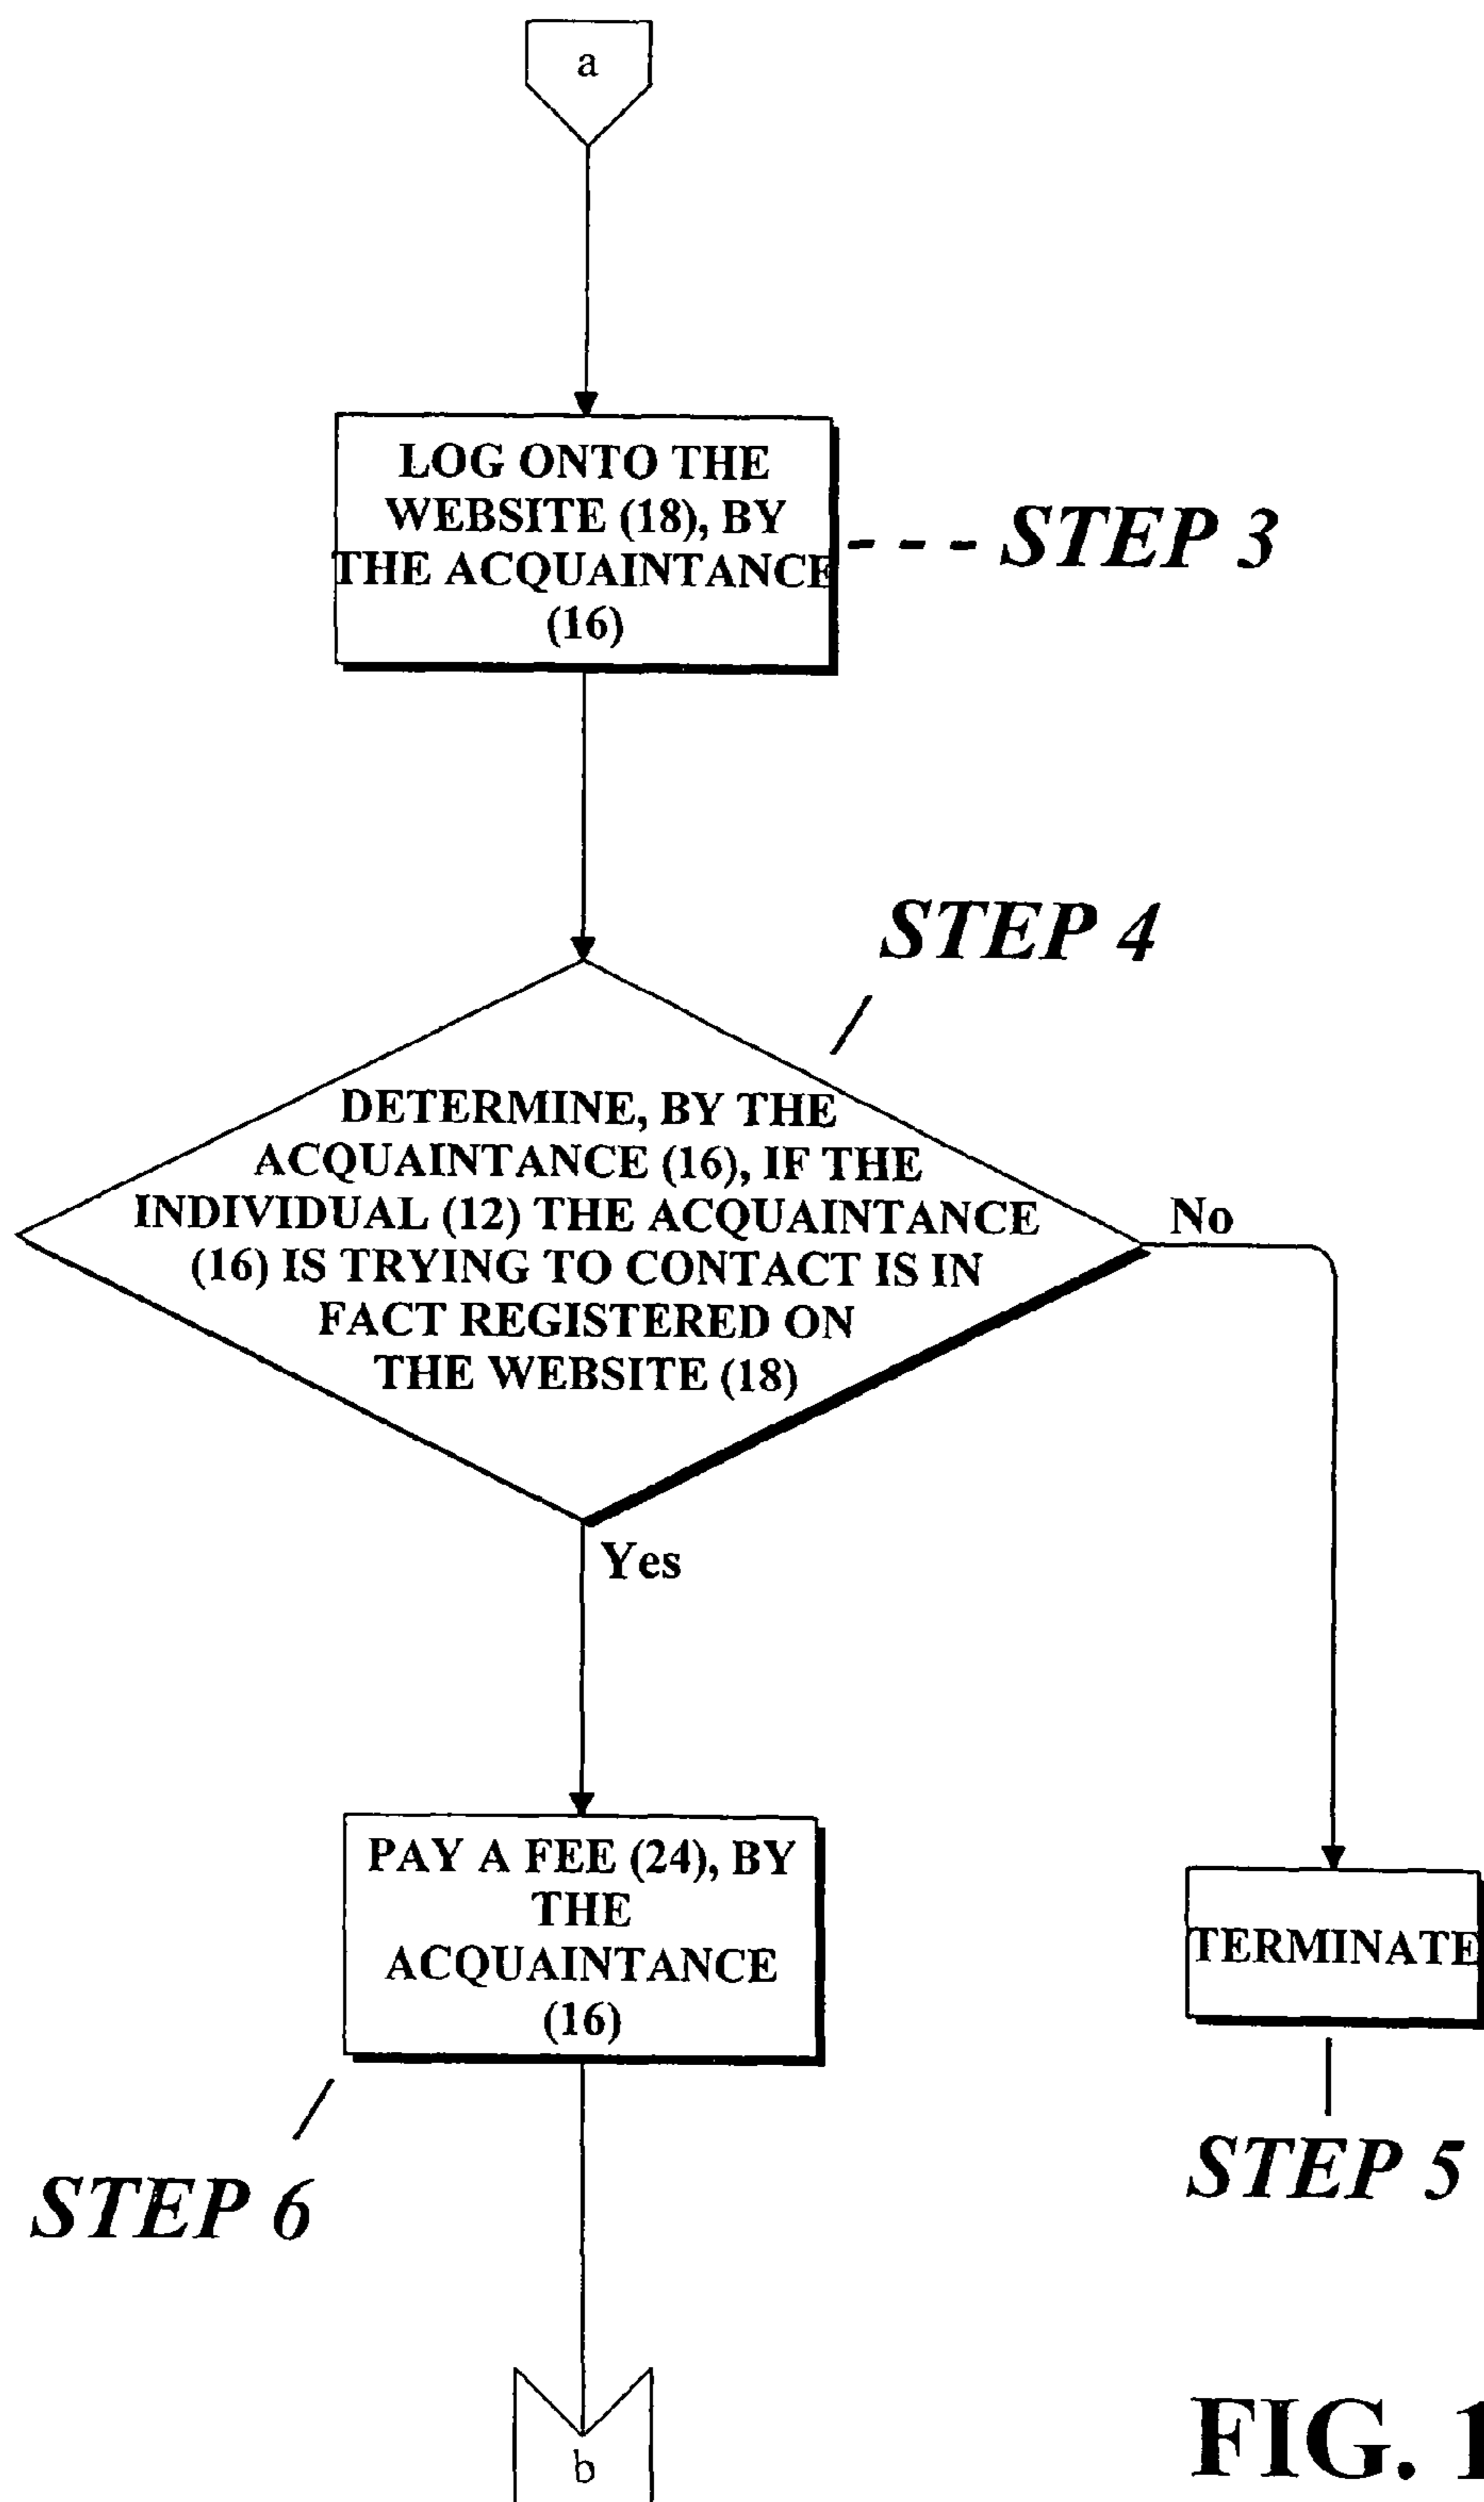 a
LOG ONTO THE
WEBSITE (18), BY
THE ACQUAINTANCE
(16)
STEP 3
STEP 4
DETERMINE, BY THE
ACQUAINTANCE (16), IF THE
INDIVIDUAL (12) THE ACQUAINTANCE
(16) IS TRYING TO CONTACT IS IN
FACT REGISTERED ON
THE WEBSITE (18)
No
Yes
PAY A FEE (24), BY
THE
ACQUAINTANCE
(16)
TERMINATE
STEP 5
STEP 6
b
FIG. 1